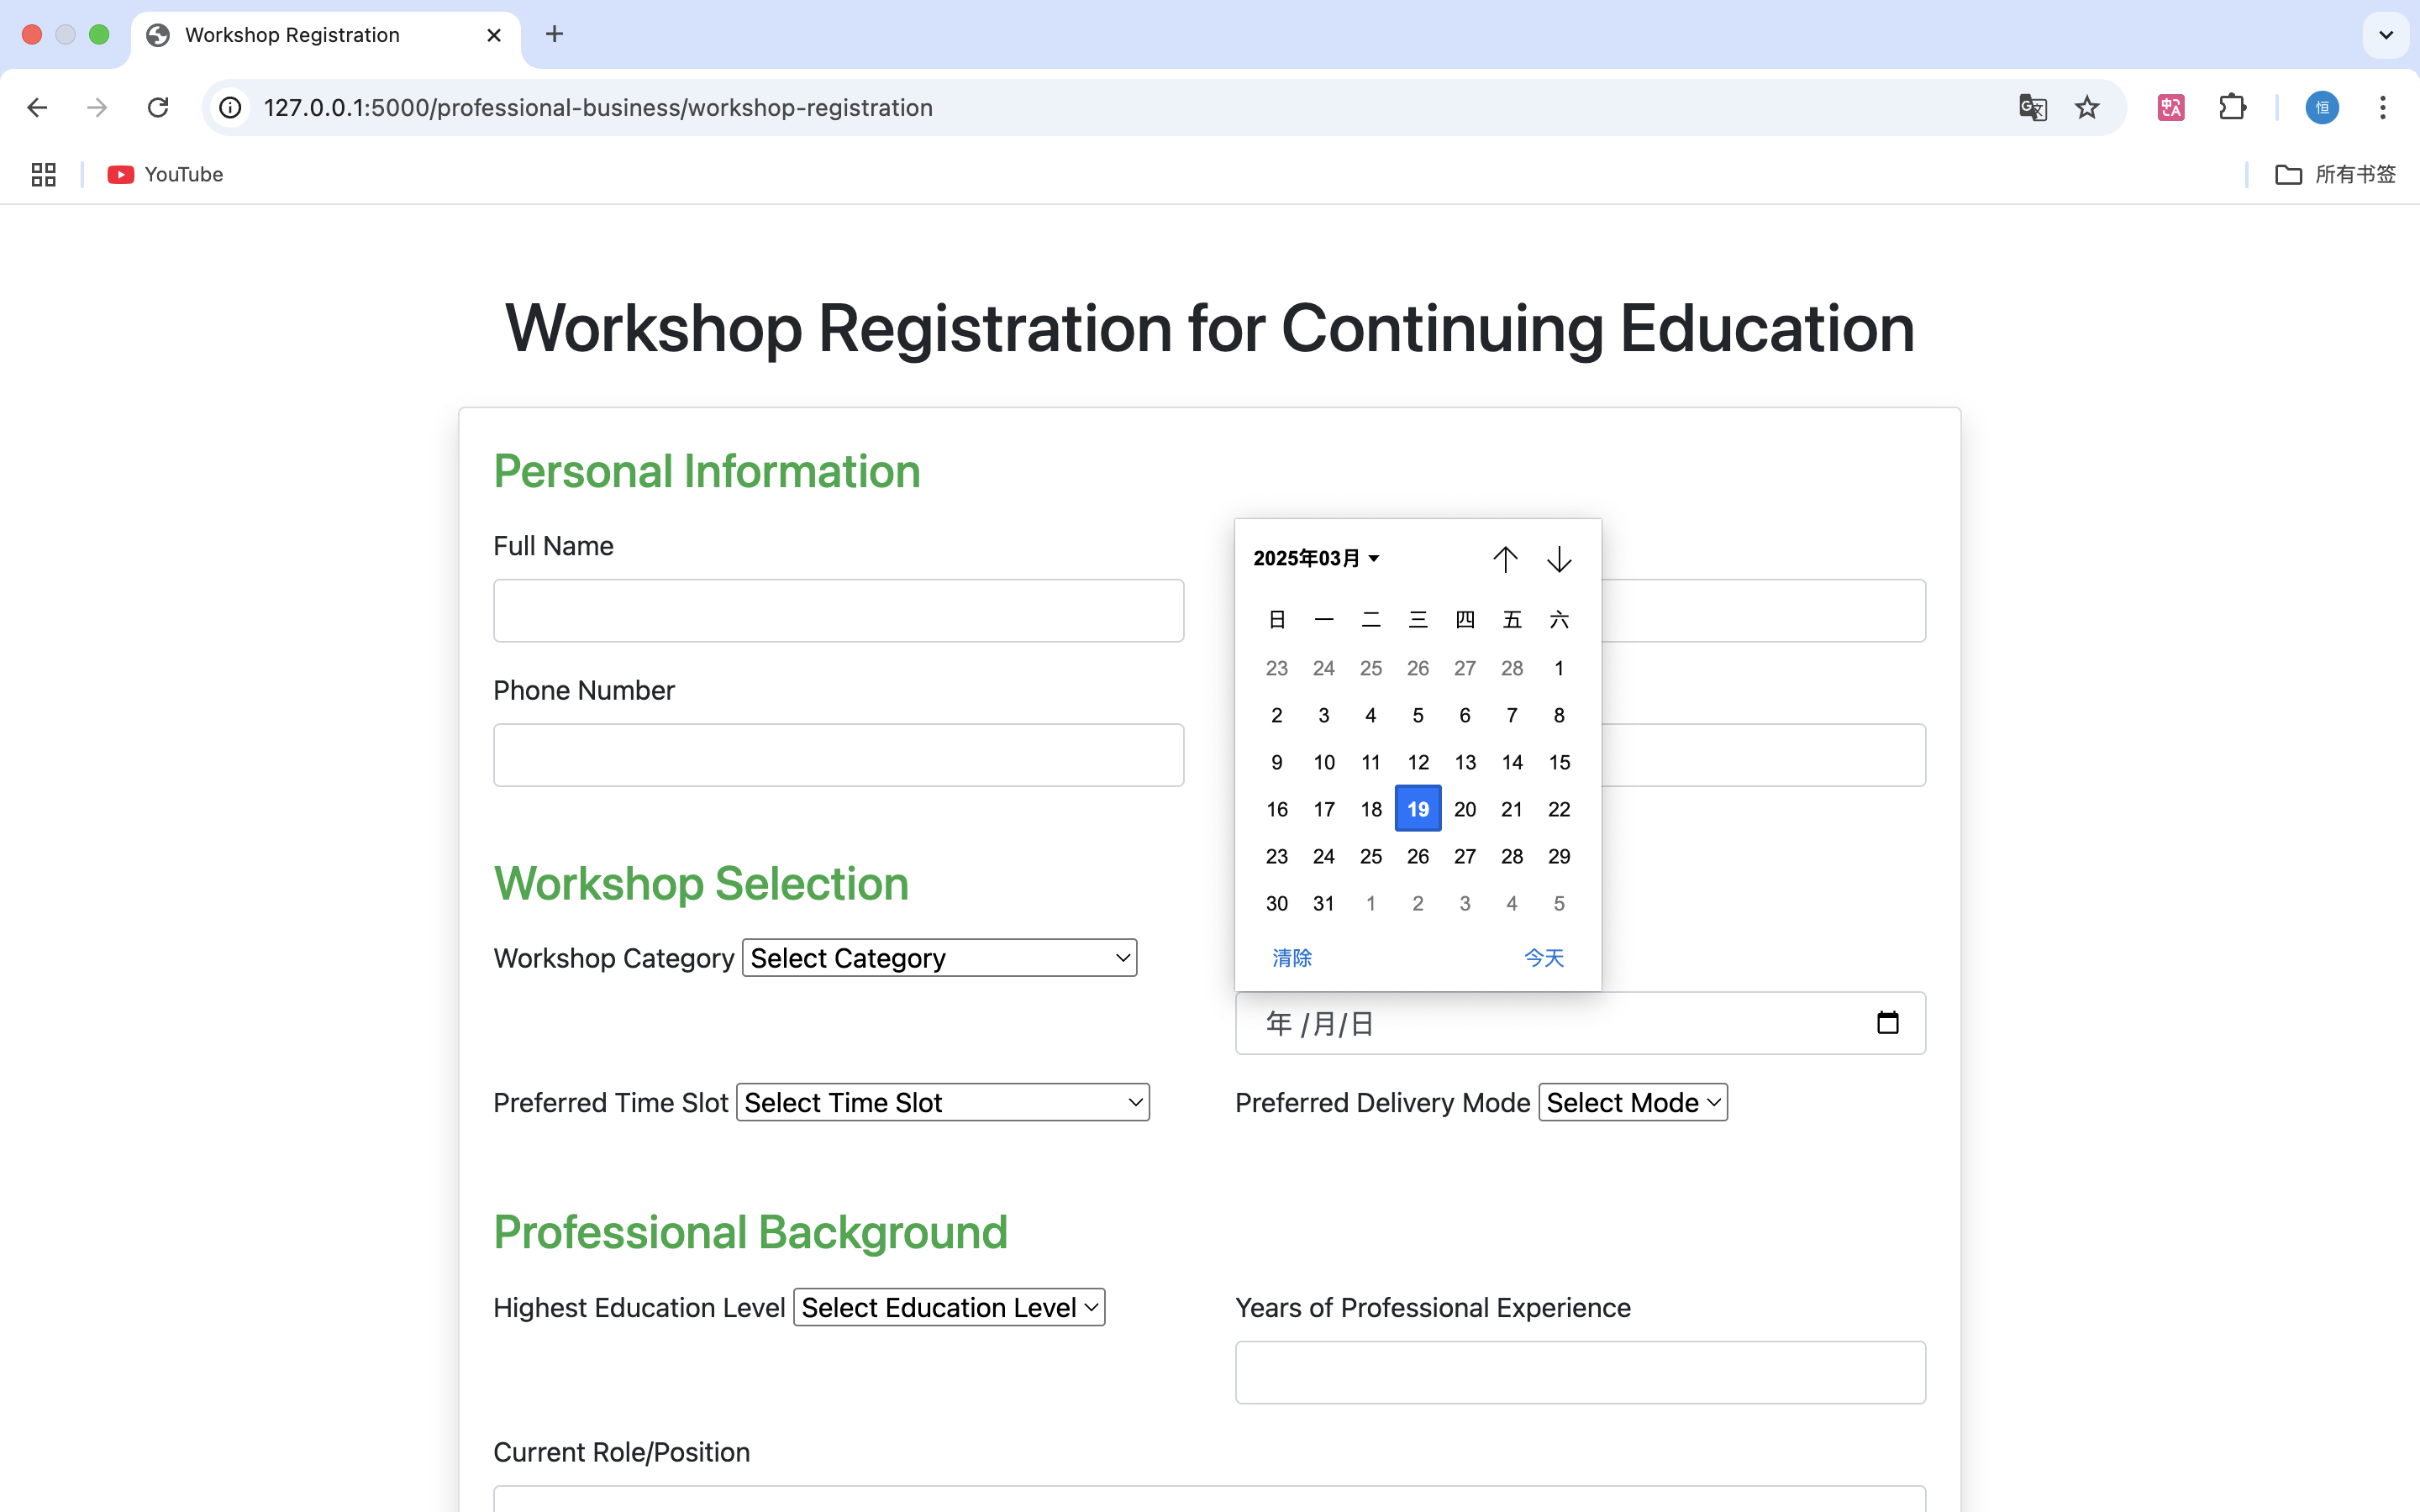 Workshop Registration
127.0.0.1:5000/professional-business/workshop-registration
恒
YouTube
所有书签
Workshop Registration for Continuing Education
Personal Information
Full Name
Phone Number
2025年03月
日 一 二 三 四 五 六
23 24 25 26 27 28 1
2 3 4 5 6 7 8
9 10 11 12 13 14 15
16 17 18 19 20 21 22
23 24 25 26 27 28 29
30 31 1 2 3 4 5
清除 今天
Workshop Selection
Workshop Category Select Category
年 /月/日
Preferred Time Slot Select Time Slot
Preferred Delivery Mode Select Mode
Professional Background
Highest Education Level Select Education Level
Years of Professional Experience
Current Role/Position